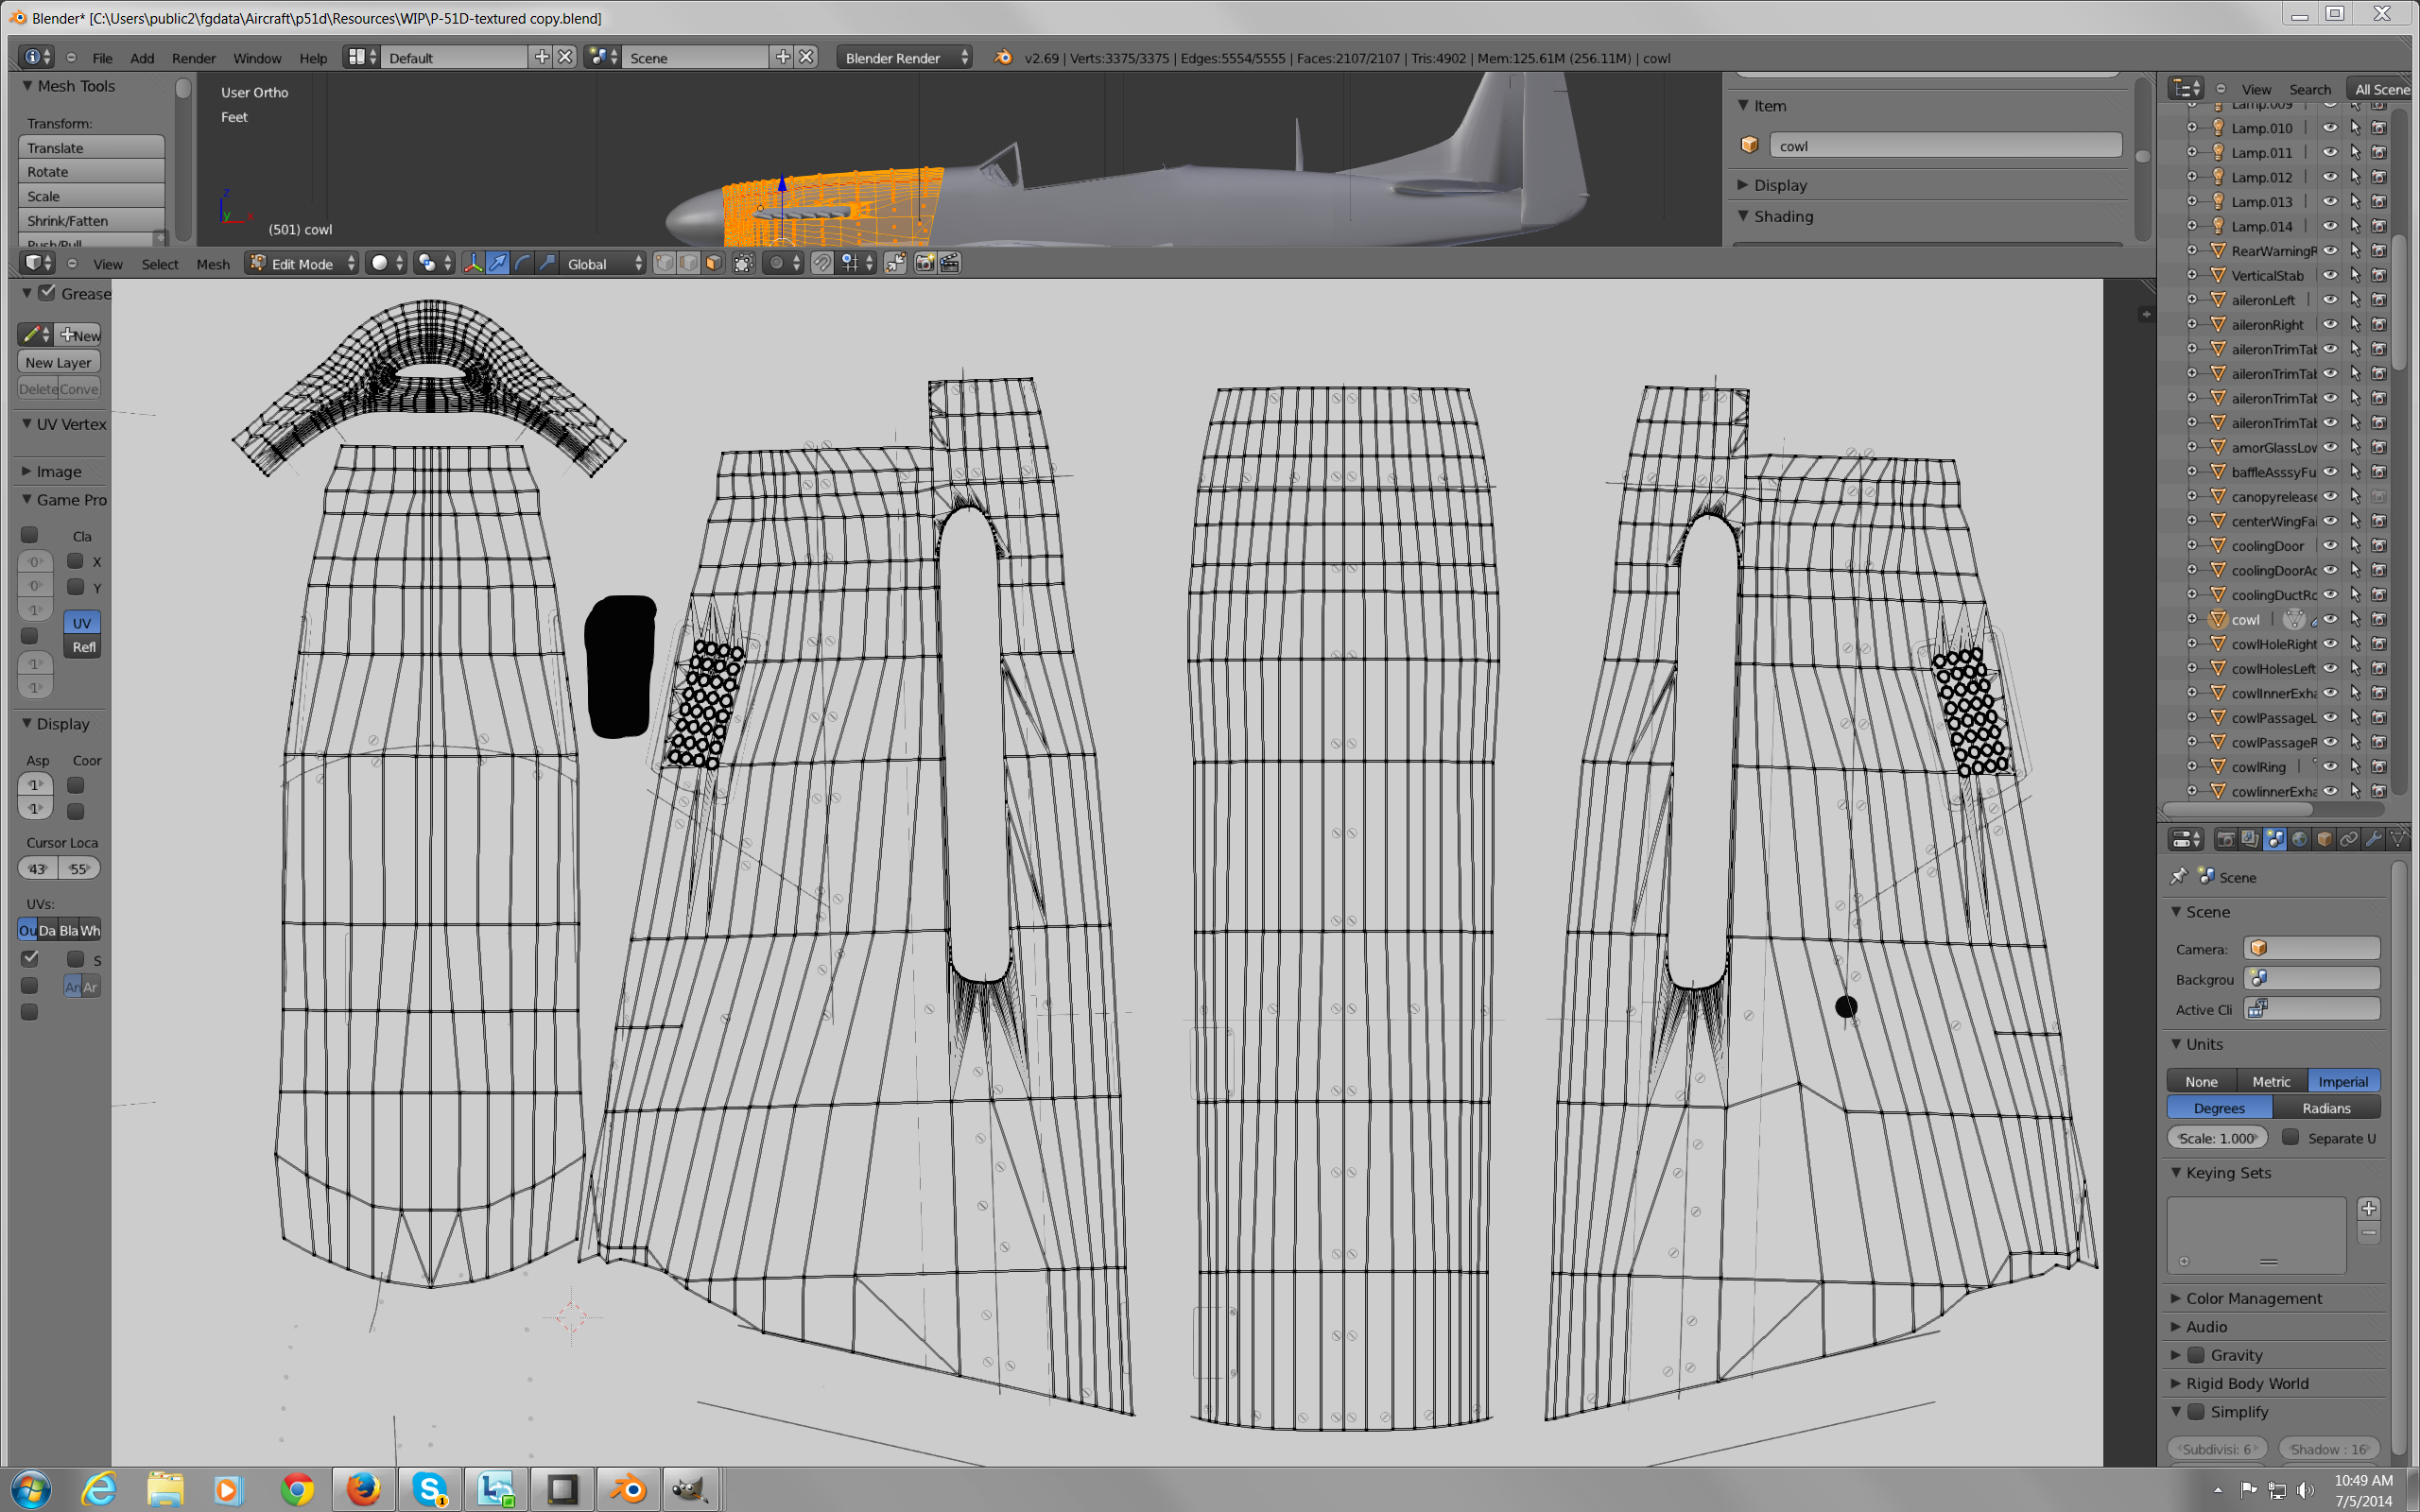 Blender* [C:\Users\public2\fgdata\Aircraft\p51d\Resources\WIP\P-51D-textured copy.blend]
File Add Render Window Help Default Scene Blender Render v2.69 | Verts:3375/3375 | Edges:5554/5555 | Faces:2107/2107 | Tris:4902 | Mem:125.61M (256.11M) | cowl
Mesh Tools
Transform:
Translate
Rotate
Scale
Shrink/Fatten
Push/Pull
User Ortho
Feet
z
y x
(501) cowl
Item
cowl
Display
Shading
View Select Mesh Edit Mode Global
View Search All Scene
Lamp.009
Lamp.010
Lamp.011
Lamp.012
Lamp.013
Lamp.014
RearWarningR
VerticalStab
aileronLeft
aileronRight
aileronTrimTab
aileronTrimTab
aileronTrimTab
aileronTrimTab
amorGlassLow
baffleAsssyFu
canopyrelease
centerWingFai
coolingDoor
coolingDoorAc
coolingDuctRo
cowl
cowlHoleRight
cowlHolesLeft
cowlInnerExha
cowlPassageL
cowlPassageR
cowlRing
cowlinnerExha
Grease
New
New Layer
Delete Conve
UV Vertex
Image
Game Pro
Cla
0 X
0 Y
1
UV
Refl
1
1
Display
Asp Coor
1
1
Cursor Loca
43 55
UVs:
Ou Da Bla Wh
S
An Ar
Scene
Scene
Camera:
Backgrou
Active Cli
Units
None Metric Imperial
Degrees Radians
Scale: 1.000 Separate U
Keying Sets
Color Management
Audio
Gravity
Rigid Body World
Simplify
Subdivisi: 6 Shadow : 16
10:49 AM
7/5/2014